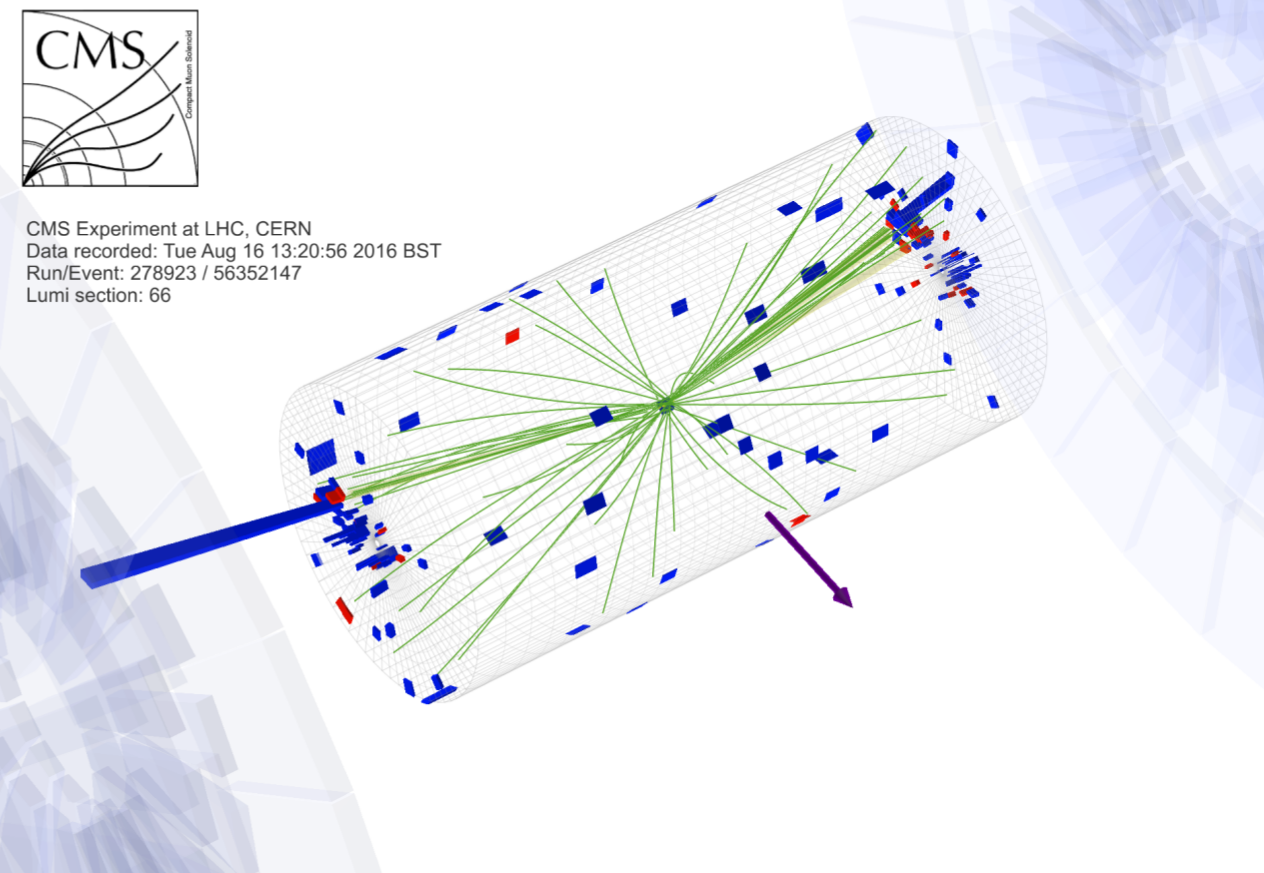 CMS
Compact Muon Solenoid
CMS Experiment at LHC, CERN
Data recorded: Tue Aug 16 13:20:56 2016 BST
Run/Event: 278923 / 56352147
Lumi section: 66